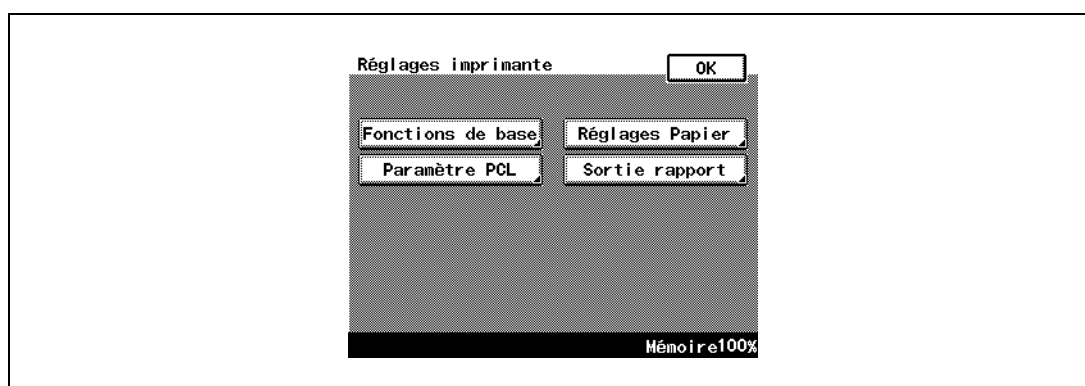 Réglages imprimante OK
Fonctions de base Réglages Papier
Paramètre PCL Sortie rapport
Mémoire100%